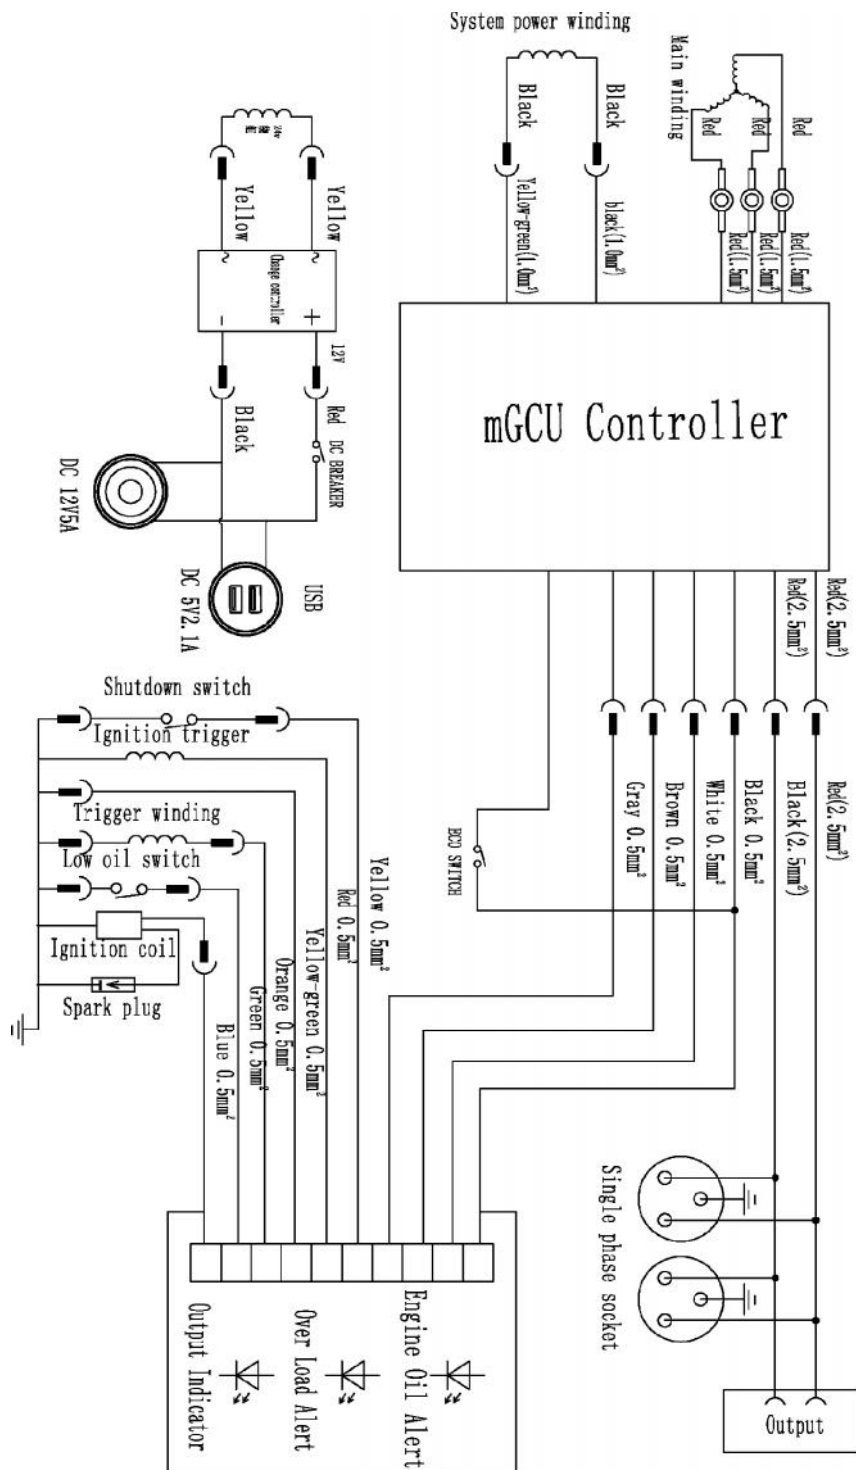 System power winding
Main winding
Black
Black
Red
Red
Red
Yellow
Yellow
Yellow-green(1.0mm²)
black(1.0mm²)
Red(1.5mm²)
Red(1.5mm²)
Red(1.5mm²)
~
~
Change controller
-
+
12V
mGCU Controller
Black
Red
DC BREAKER
DC 12V5A
USB
DC 5V2.1A
Red(2.5mm²)
Red(2.5mm²)
Shutdown switch
Ignition trigger
Trigger winding
Low oil switch
Ignition coil
Spark plug
ECU SWITCH
Gray 0.5mm²
Brown 0.5mm²
White 0.5mm²
Black 0.5mm²
Black(2.5mm²)
Red(2.5mm²)
Blue 0.5mm²
Green 0.5mm²
Orange 0.5mm²
Yellow-green 0.5mm²
Red 0.5mm²
Yellow 0.5mm²
Single phase socket
Output Indicator
Over Load Alert
Engine Oil Alert
Output